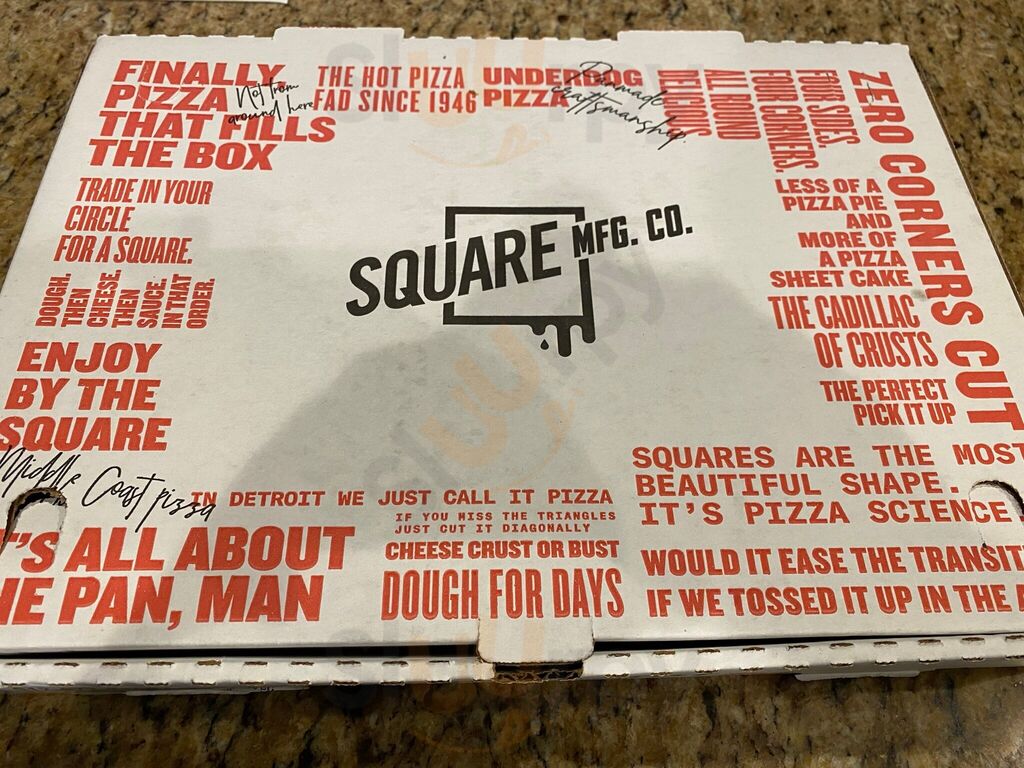 FINALLY,
PIZZA
THAT FILLS
THE BOX
Not from
around here
THE HOT PIZZA
FAD SINCE 1946
UNDERDOG
PIZZA
craftsmanship.
ALL ROUND
DELICIOUS
FOUR SIDES.
FOUR CORNERS.
ZERO CORNERS CUT
TRADE IN YOUR
CIRCLE
FOR A SQUARE.
LESS OF A
PIZZA PIE
AND
MORE OF
A PIZZA
SHEET CAKE
SQUARE MFG. CO.
DOUGH.
THEN
CHEESE.
THEN
SAUCE.
IN THAT
ORDER.
THE CADILLAC
OF CRUSTS
ENJOY
BY THE
SQUARE
THE PERFECT
PICK IT UP
Middle Coast pizza
SQUARES ARE THE MOST
BEAUTIFUL SHAPE.
IT'S PIZZA SCIENCE
IN DETROIT WE JUST CALL IT PIZZA
IF YOU MISS THE TRIANGLES
JUST CUT IT DIAGONALLY
CHEESE CRUST OR BUST
DOUGH FOR DAYS
'S ALL ABOUT
HE PAN, MAN
WOULD IT EASE THE TRANSITI
IF WE TOSSED IT UP IN THE A
Sluurpy